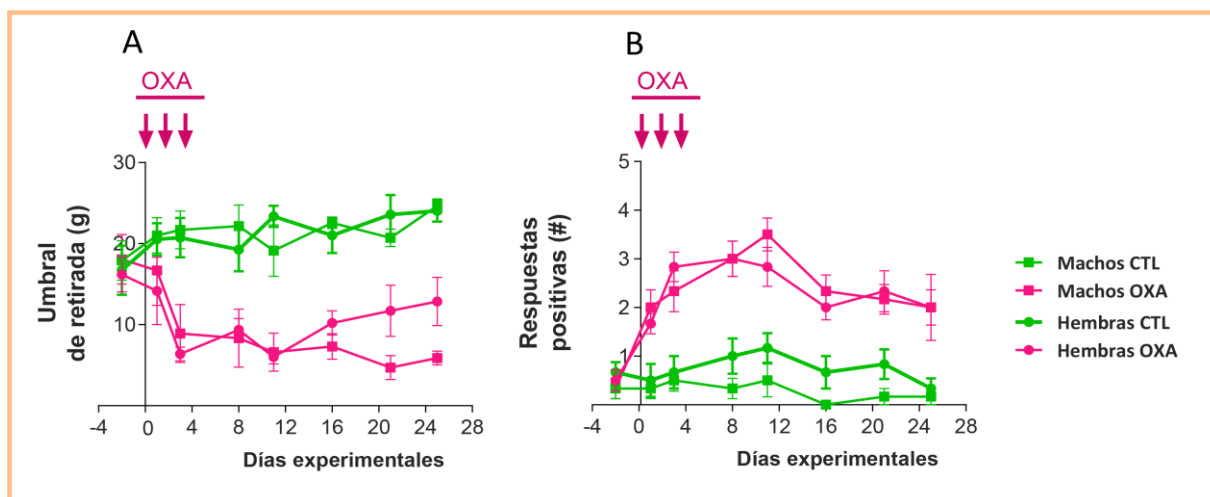 A
OXA
30
20
10
Umbral
de retirada (g)
-4 0 4 8 12 16 20 24 28
Días experimentales
B
OXA
5
4
3
2
1
Respuestas
positivas (#)
-4 0 4 8 12 16 20 24 28
Días experimentales
Machos CTL
Machos OXA
Hembras CTL
Hembras OXA